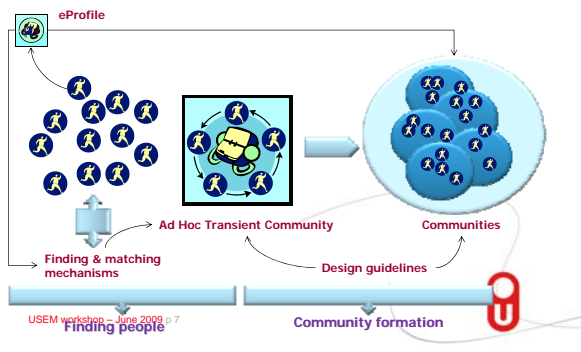 eProfile
Ad Hoc Transient Community
Communities
Finding & matching
mechanisms
Design guidelines
USEM workshop – June 2009 p 7
Finding people
Community formation